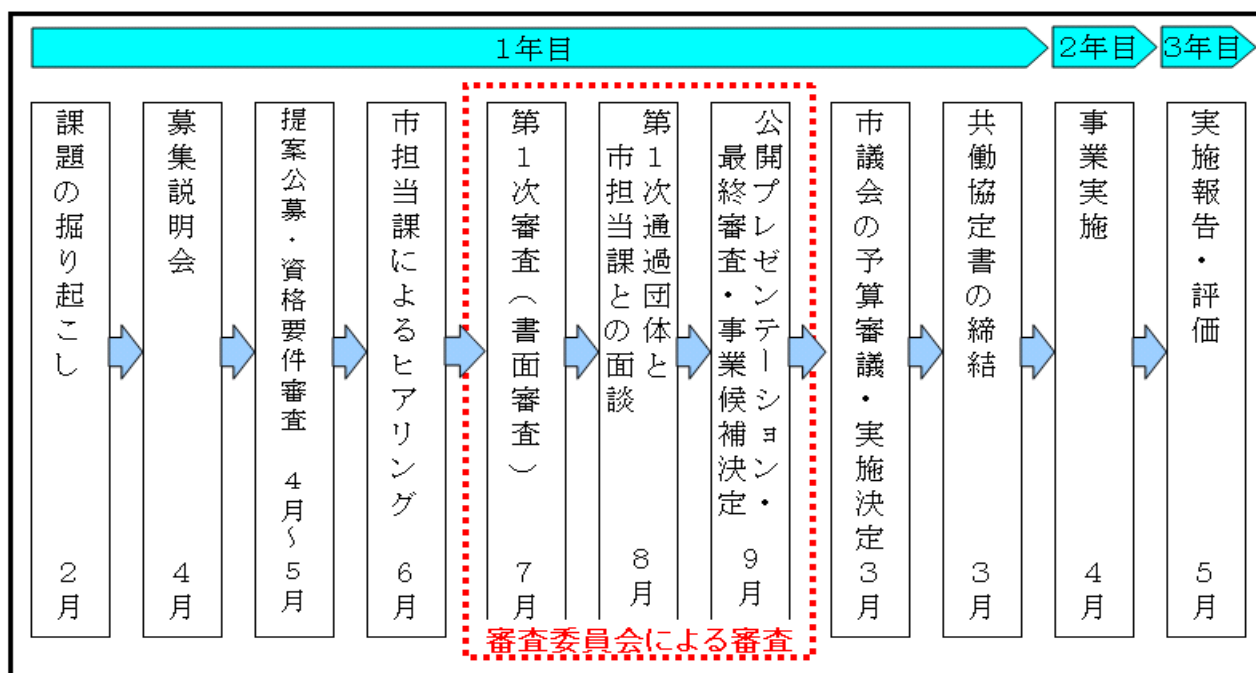 1年目
2年目
3年目
課題の掘り起こし
2月
募集説明会
4月
提案公募・資格要件審査
4月~5月
市担当課によるヒアリング
6月
第1次審査(書面審査)
7月
第1次通過団体と
市担当課との面談
8月
公開プレゼンテーション・
最終審査・事業候補決定
9月
市議会の予算審議・実施決定
3月
共働協定書の締結
3月
事業実施
4月
実施報告・評価
5月
審査委員会による審査